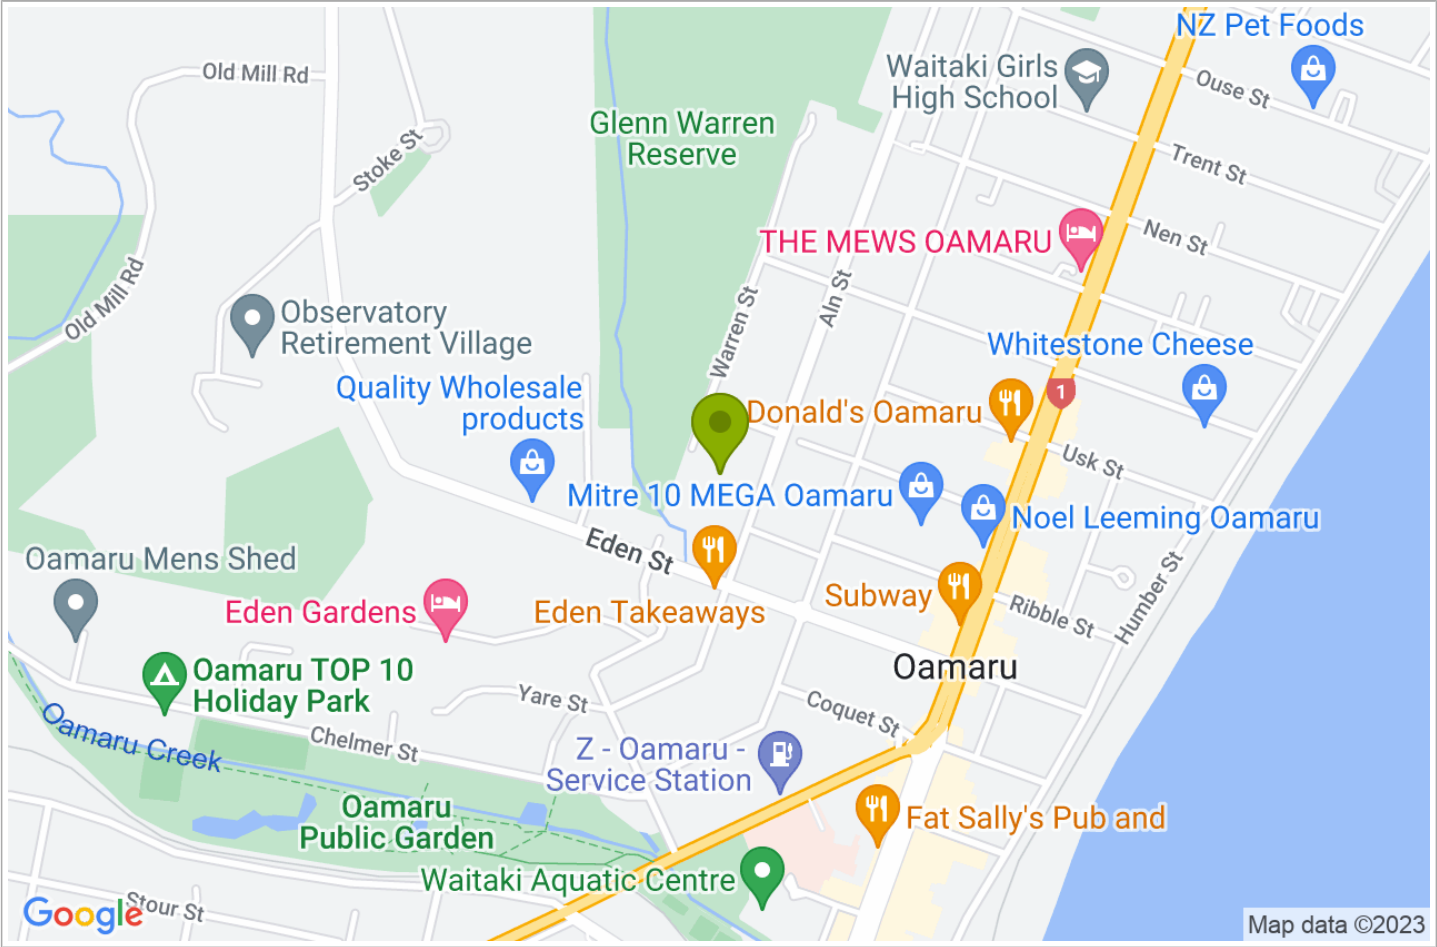 NZ Pet Foods
Old Mill Rd
Waitaki Girls
High School
Ouse St
Glenn Warren
Reserve
Stoke St
Trent St
THE MEWS OAMARU
Nen St
Old Mill Rd
Aln St
Observatory
Retirement Village
Warren St
Whitestone Cheese
Quality Wholesale
products
1
Donald's Oamaru
Usk St
Mitre 10 MEGA Oamaru
Noel Leeming Oamaru
Eden St
Oamaru Mens Shed
Humber St
Eden Gardens
Eden Takeaways
Subway
Ribble St
Oamaru TOP 10
Holiday Park
Oamaru
Yare St
Coquet St
Oamaru Creek
Chelmer St
Z - Oamaru -
Service Station
Oamaru
Public Garden
Fat Sally's Pub and
Waitaki Aquatic Centre
Stour St
Google
Map data ©2023